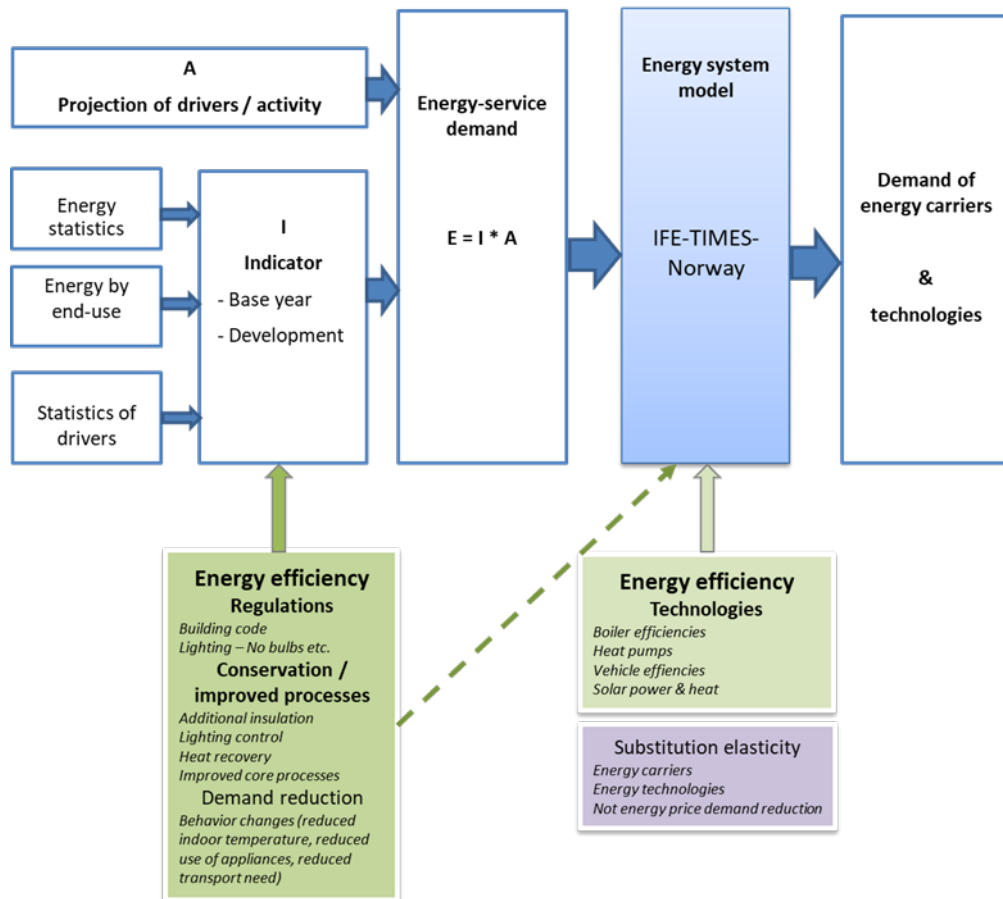 A
Projection of drivers / activity
Energy
statistics
Energy by
end-use
Statistics of
drivers
I
Indicator
- Base year
- Development
Energy-service
demand
E = I * A
Energy system
model
IFE-TIMES-
Norway
Demand of
energy carriers
&
technologies
Energy efficiency
Regulations
Building code
Lighting – No bulbs etc.
Conservation /
improved processes
Additional insulation
Lighting control
Heat recovery
Improved core processes
Demand reduction
Behavior changes (reduced
indoor temperature, reduced
use of appliances, reduced
transport need)
Energy efficiency
Technologies
Boiler efficiencies
Heat pumps
Vehicle effiencies
Solar power & heat
Substitution elasticity
Energy carriers
Energy technologies
Not energy price demand reduction